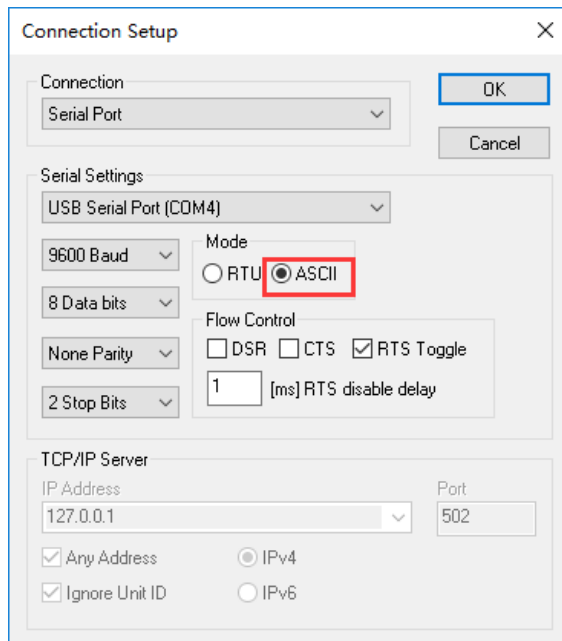 Connection Setup
Connection
OK
Serial Port
Cancel
Serial Settings
USB Serial Port (COM4)
Mode
9600 Baud
RTU ASCII
8 Data bits
Flow Control
DSR CTS RTS Toggle
None Parity
1 [ms] RTS disable delay
2 Stop Bits
TCP/IP Server
IP Address Port
127.0.0.1 502
Any Address IPv4
Ignore Unit ID IPv6